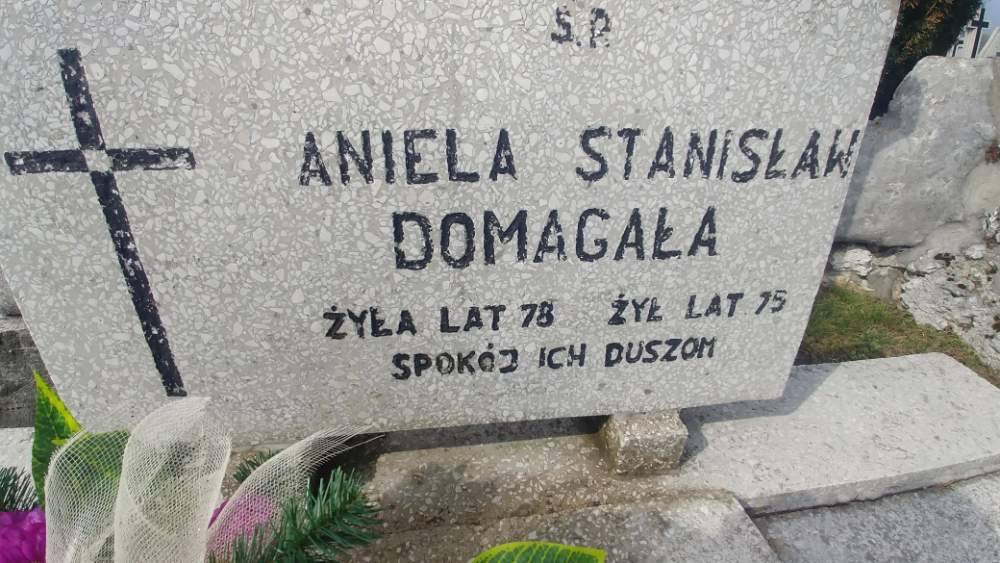 Ś.P.
ANIELA STANISŁAW
DOMAGAŁA
ŻYŁA LAT 78 ŻYŁ LAT 75
SPOKÓJ ICH DUSZOM